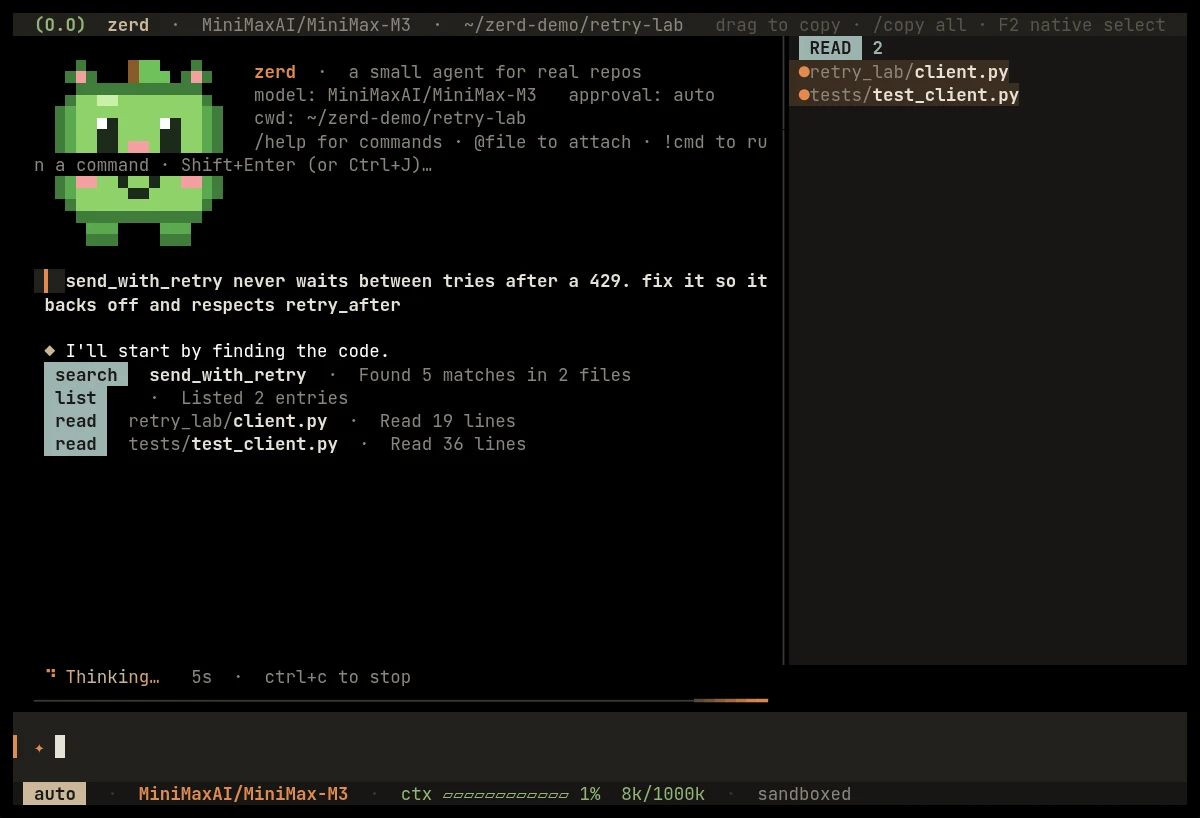 (O.O) zerd · MiniMaxAI/MiniMax-M3 · ~/zerd-demo/retry-lab drag to copy · /copy all · F2 native select
READ 2
retry_lab/client.py
tests/test_client.py
zerd · a small agent for real repos
model: MiniMaxAI/MiniMax-M3 approval: auto
cwd: ~/zerd-demo/retry-lab
/help for commands · @file to attach · !cmd to ru
n a command · Shift+Enter (or Ctrl+J)…
send_with_retry never waits between tries after a 429. fix it so it
backs off and respects retry_after
◆ I'll start by finding the code.
search send_with_retry · Found 5 matches in 2 files
list · Listed 2 entries
read retry_lab/client.py · Read 19 lines
read tests/test_client.py · Read 36 lines
Thinking… 5s · ctrl+c to stop
auto · MiniMaxAI/MiniMax-M3 · ctx ▱▱▱▱▱▱▱▱▱▱▱▱ 1% 8k/1000k · sandboxed